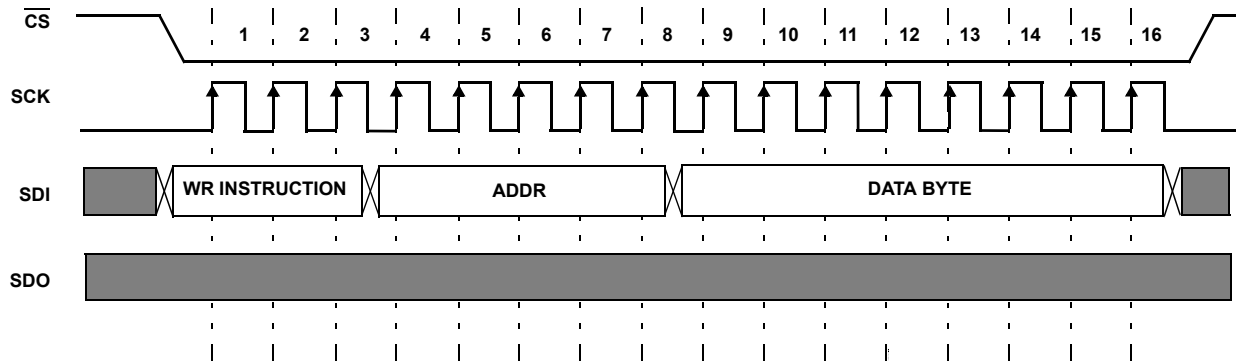 CS
1 2 3 4 5 6 7 8 9 10 11 12 13 14 15 16
SCK
SDI WR INSTRUCTION ADDR DATA BYTE
SDO